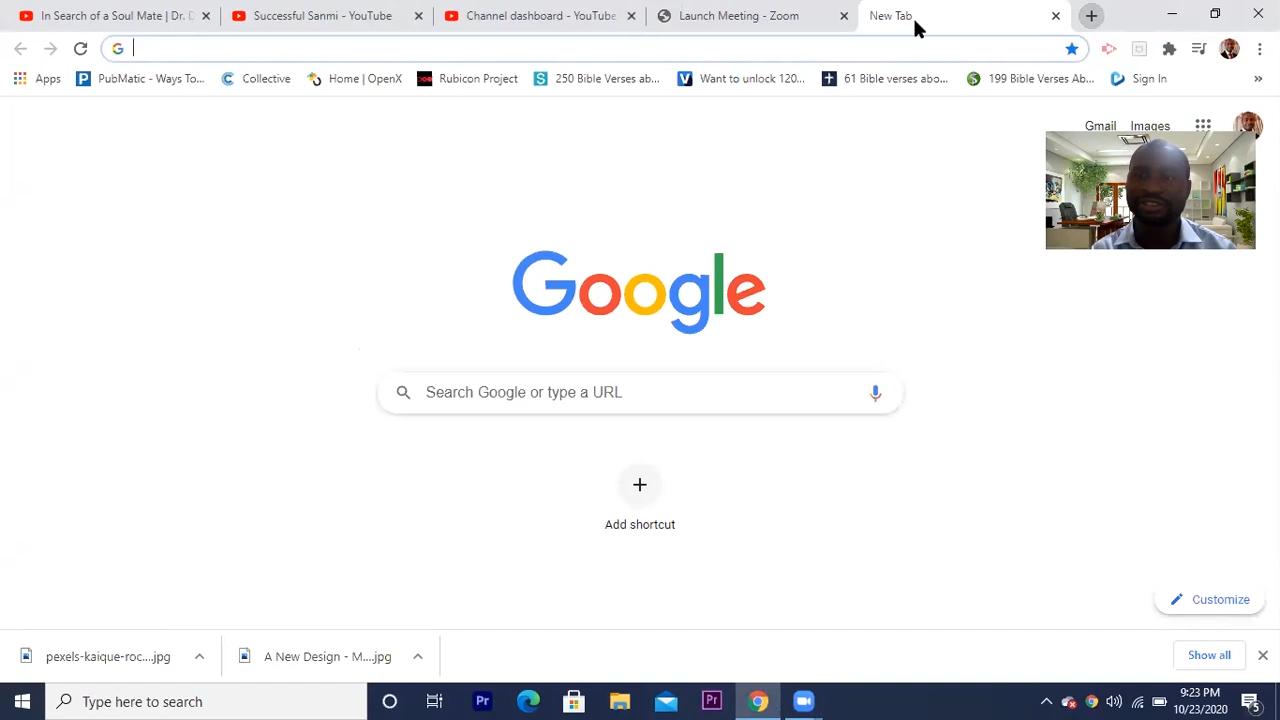 In Search of a Soul Mate | Dr. D
Successful Sanmi - YouTube
Channel dashboard - YouTube
Launch Meeting - Zoom
New Tab
Apps
PubMatic - Ways To...
Collective
Home | OpenX
Rubicon Project
250 Bible Verses ab...
Want to unlock 120...
61 Bible verses abo...
199 Bible Verses Ab...
Sign In
Gmail
Images
Google
Search Google or type a URL
Add shortcut
Customize
pexels-kaique-roc....jpg
A New Design - M....jpg
Show all
Type here to search
9:23 PM
10/23/2020
5